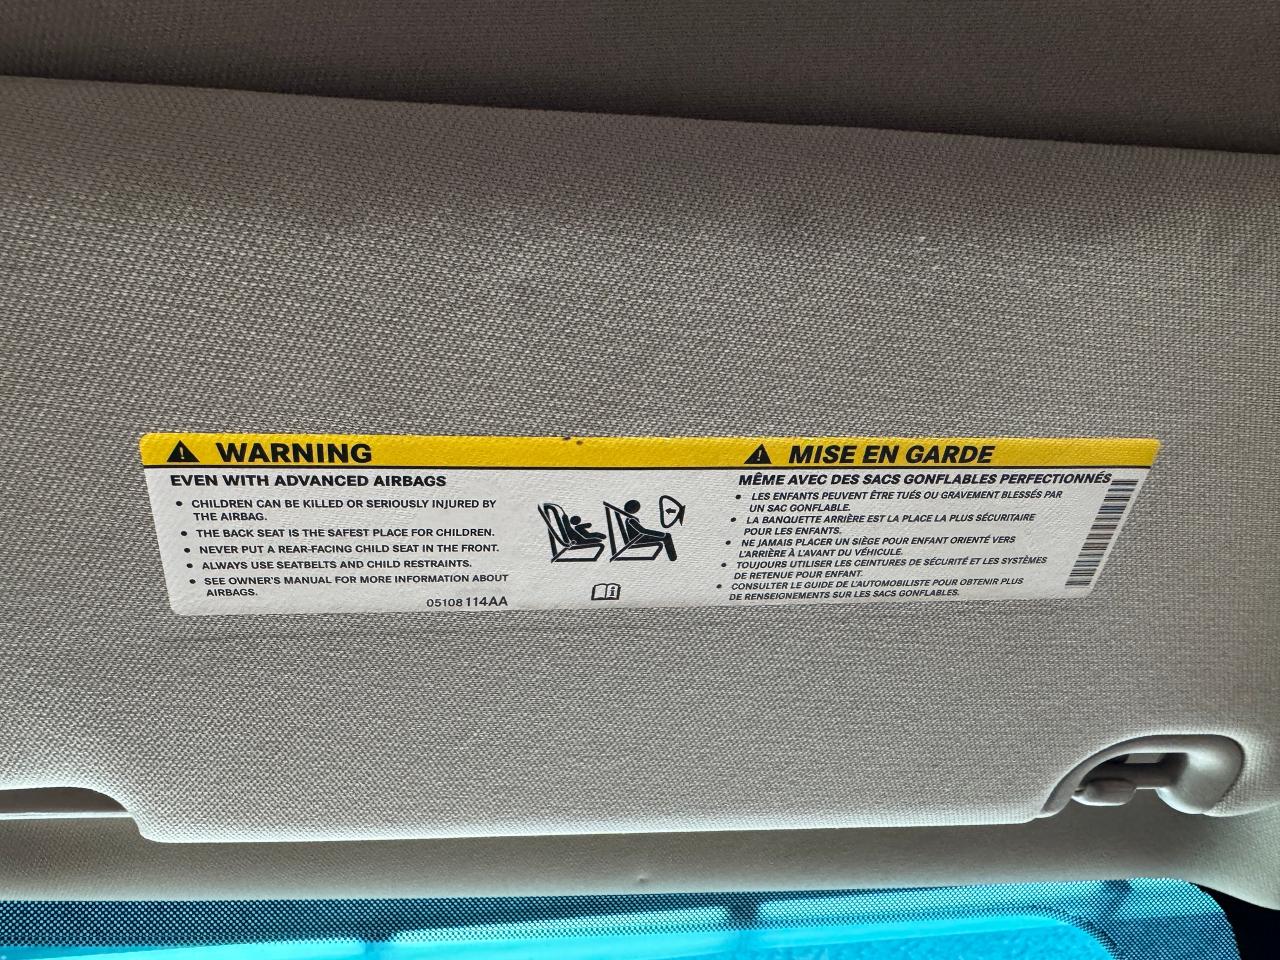 WARNING
EVEN WITH ADVANCED AIRBAGS
• CHILDREN CAN BE KILLED OR SERIOUSLY INJURED BY
THE AIRBAG.
• THE BACK SEAT IS THE SAFEST PLACE FOR CHILDREN.
• NEVER PUT A REAR-FACING CHILD SEAT IN THE FRONT.
• ALWAYS USE SEATBELTS AND CHILD RESTRAINTS.
• SEE OWNER'S MANUAL FOR MORE INFORMATION ABOUT
AIRBAGS.
05108114AA
MISE EN GARDE
MÊME AVEC DES SACS GONFLABLES PERFECTIONNÉS
• LES ENFANTS PEUVENT ÊTRE TUÉS OU GRAVEMENT BLESSÉS PAR
UN SAC GONFLABLE.
• LA BANQUETTE ARRIÈRE EST LA PLACE LA PLUS SÉCURITAIRE
POUR LES ENFANTS.
• NE JAMAIS PLACER UN SIÈGE POUR ENFANT ORIENTÉ VERS
L'ARRIÈRE À L'AVANT DU VÉHICULE.
• TOUJOURS UTILISER LES CEINTURES DE SÉCURITÉ ET LES SYSTÈMES
DE RETENUE POUR ENFANT.
• CONSULTER LE GUIDE DE L'AUTOMOBILISTE POUR OBTENIR PLUS
DE RENSEIGNEMENTS SUR LES SACS GONFLABLES.